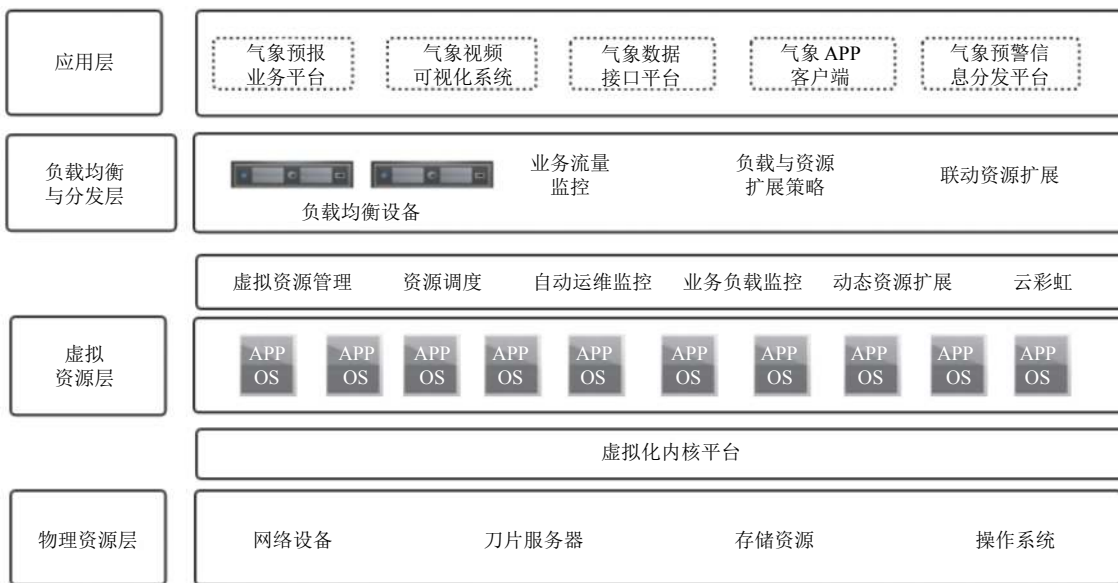 应用层
气象预报
业务平台
气象视频
可视化系统
气象数据
接口平台
气象 APP
客户端
气象预警信
息分发平台
负载均衡
与分发层
负载均衡设备
业务流量
监控
负载与资源
扩展策略
联动资源扩展
虚拟资源管理
资源调度
自动运维监控
业务负载监控
动态资源扩展
云彩虹
虚拟
资源层
APP
OS
APP
OS
APP
OS
APP
OS
APP
OS
APP
OS
APP
OS
APP
OS
APP
OS
APP
OS
虚拟化内核平台
物理资源层
网络设备
刀片服务器
存储资源
操作系统